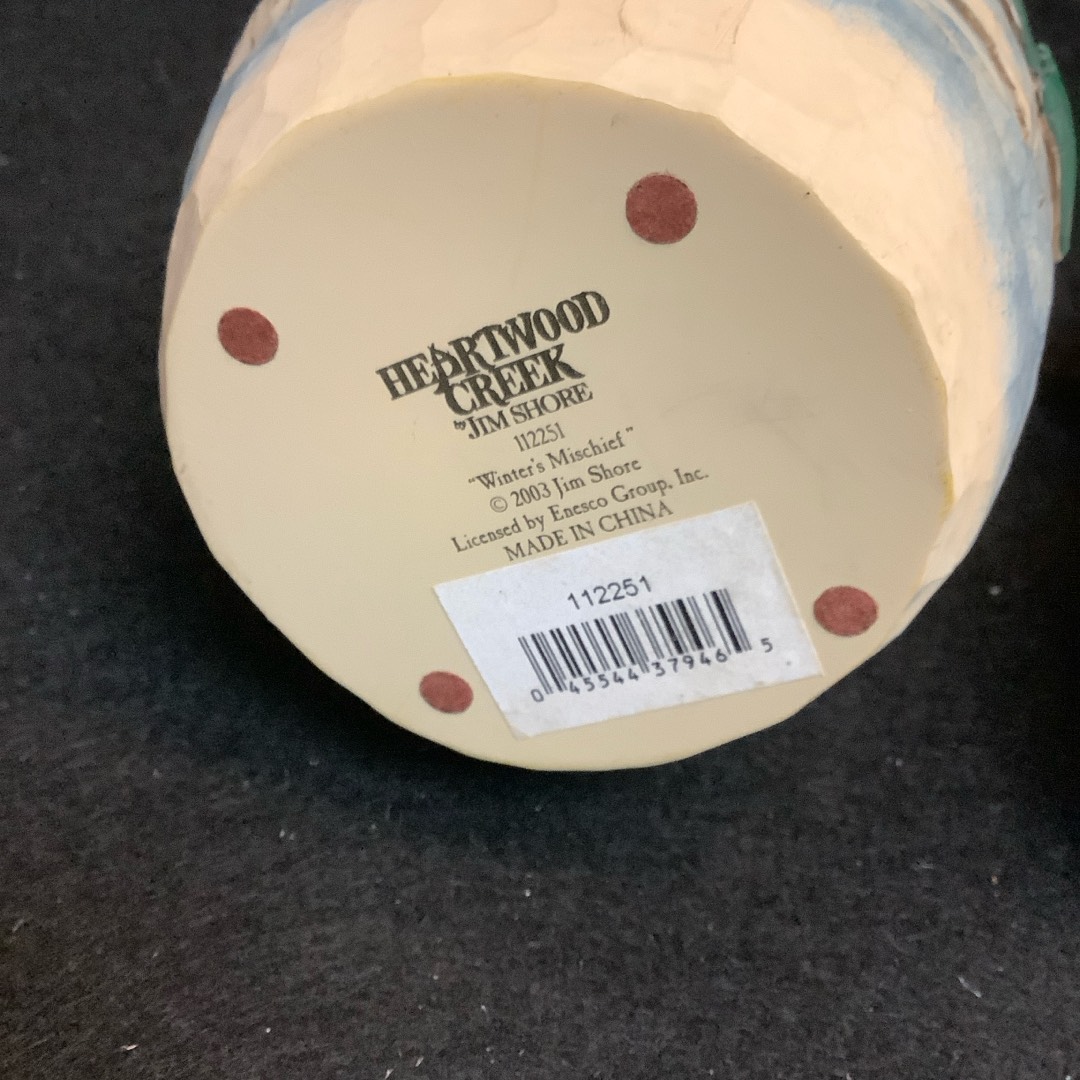 HEARTWOOD
CREEK
by JIM SHORE
112251
"Winter's Mischief"
© 2003 Jim Shore
Licensed by Enesco Group, Inc.
MADE IN CHINA
112251
0 45544 37946 5